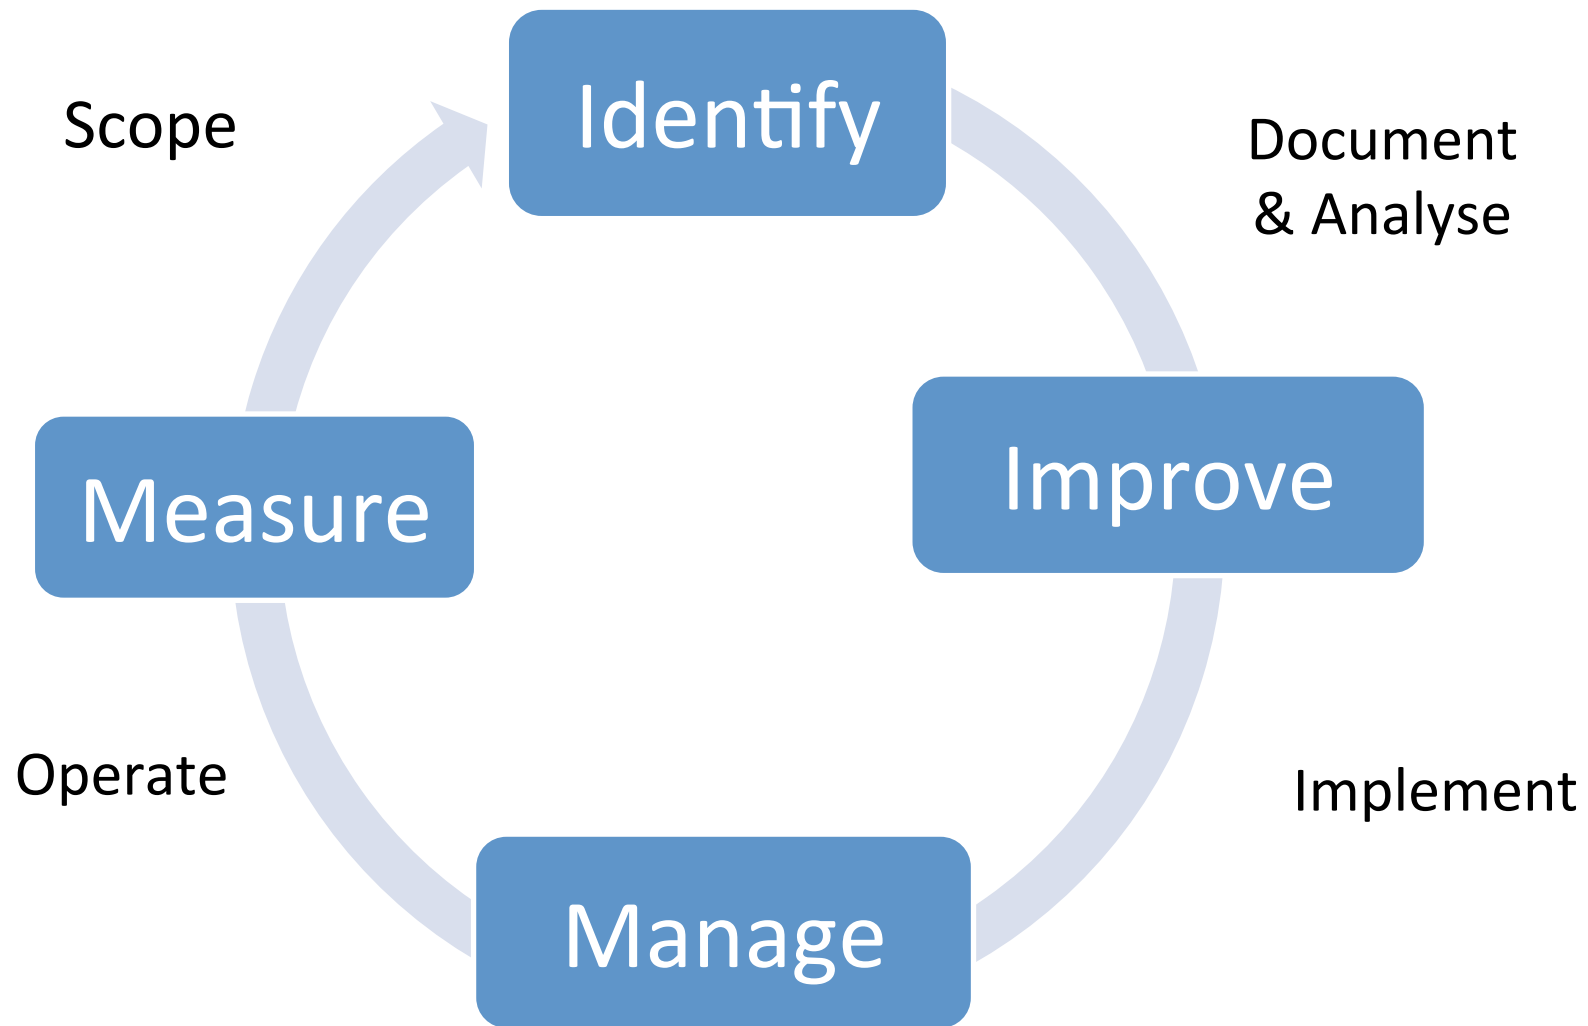 Identify
Scope
Document
& Analyse
Improve
Measure
Operate
Implement
Manage